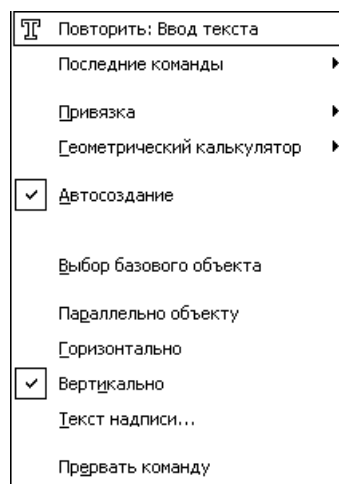 Повторить: Ввод текста
Последние команды
Привязка
Геометрический калькулятор
Автосоздание
Выбор базового объекта
Параллельно объекту
Горизонтально
Вертикально
Текст надписи...
Прервать команду